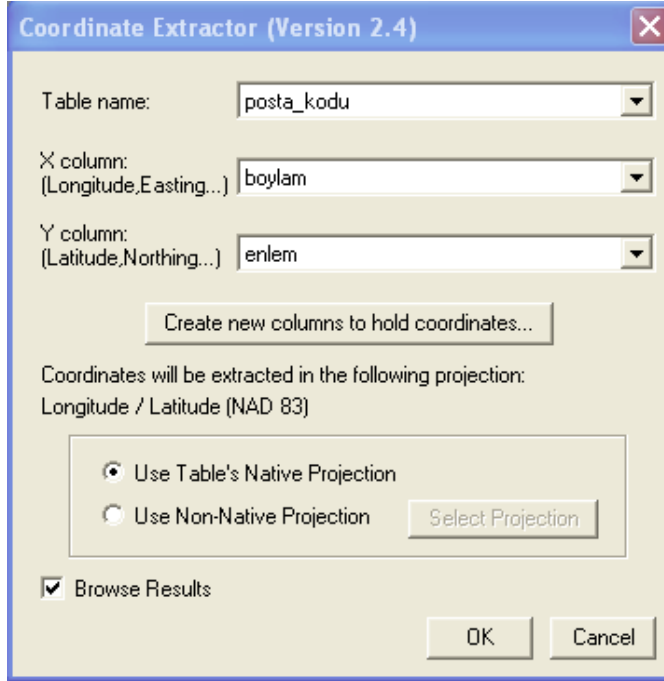 Coordinate Extractor (Version 2.4)
Table name:
posta_kodu
X column:
(Longitude,Easting...)
boylam
Y column:
(Latitude,Northing...)
enlem
Create new columns to hold coordinates...
Coordinates will be extracted in the following projection:
Longitude / Latitude (NAD 83)
Use Table's Native Projection
Use Non-Native Projection
Select Projection
Browse Results
OK
Cancel